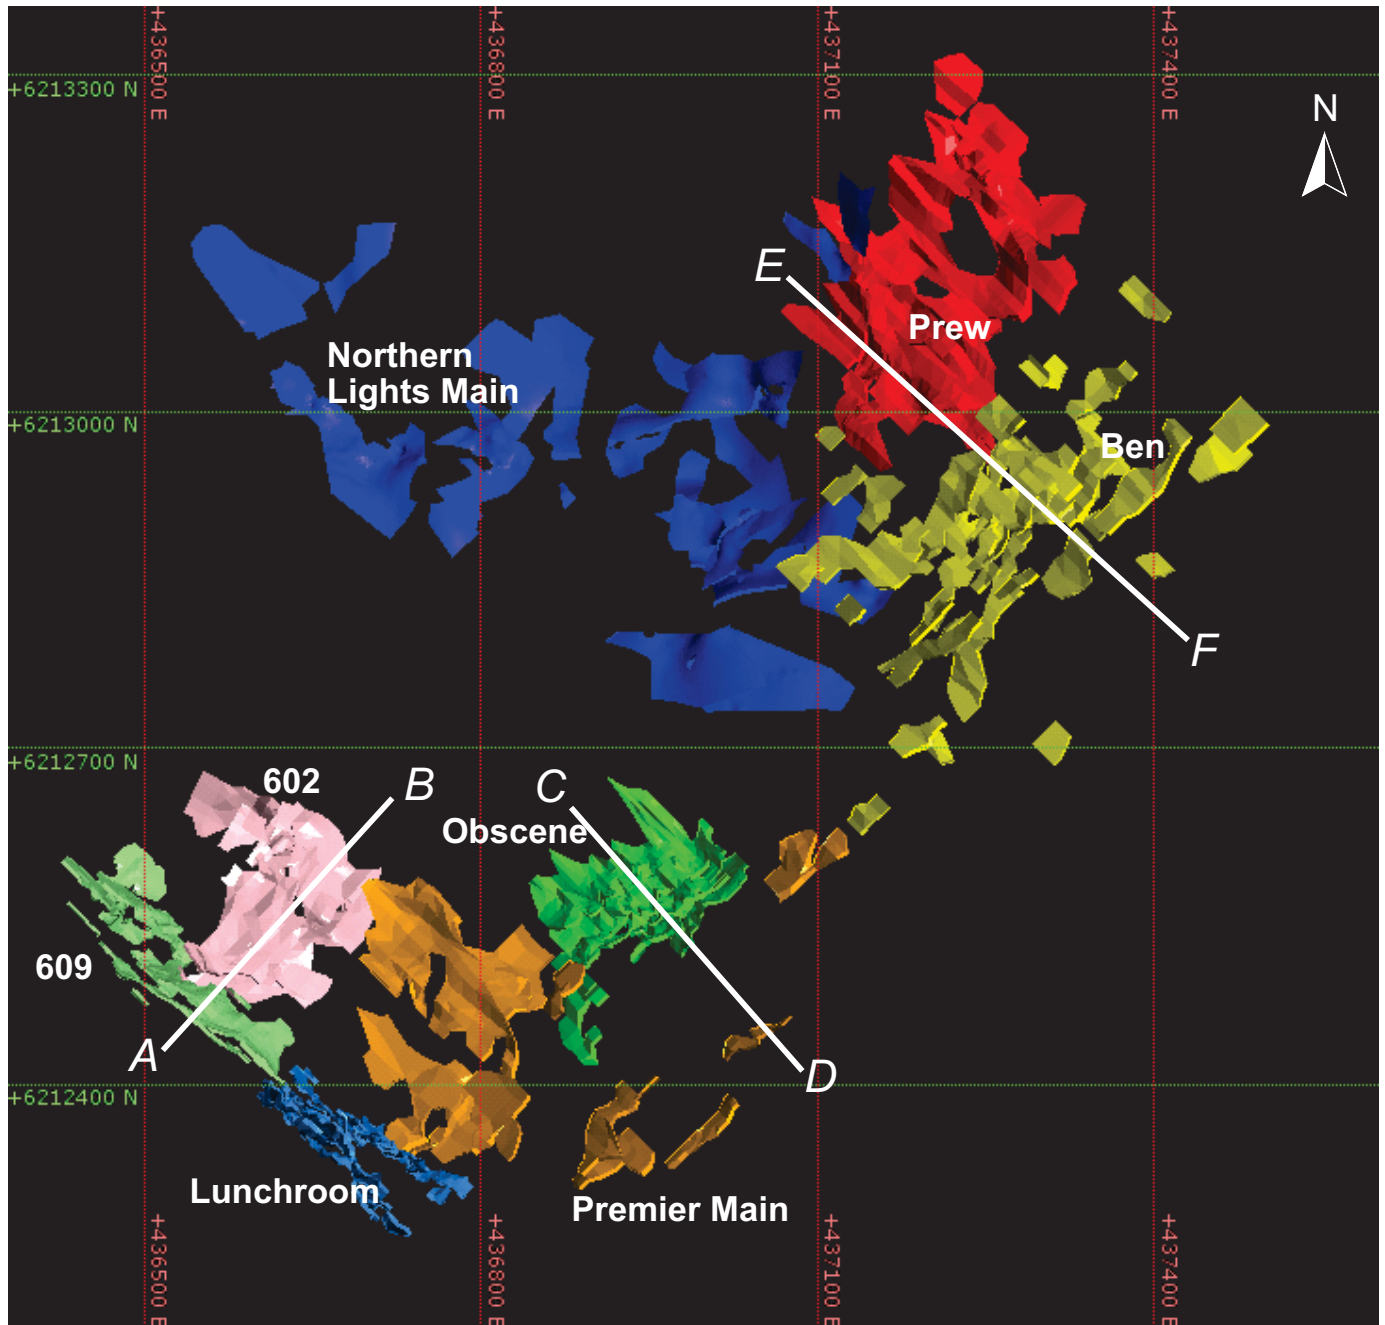 +436500 E
+436800 E
+437100 E
+437400 E
+6213300 N
N
E
Prew
Northern
Lights Main
+6213000 N
Ben
F
+6212700 N
602
B
C
Obscene
609
A
D
+6212400 N
Lunchroom
Premier Main
+436500 E
+436800 E
+437100 E
+437400 E